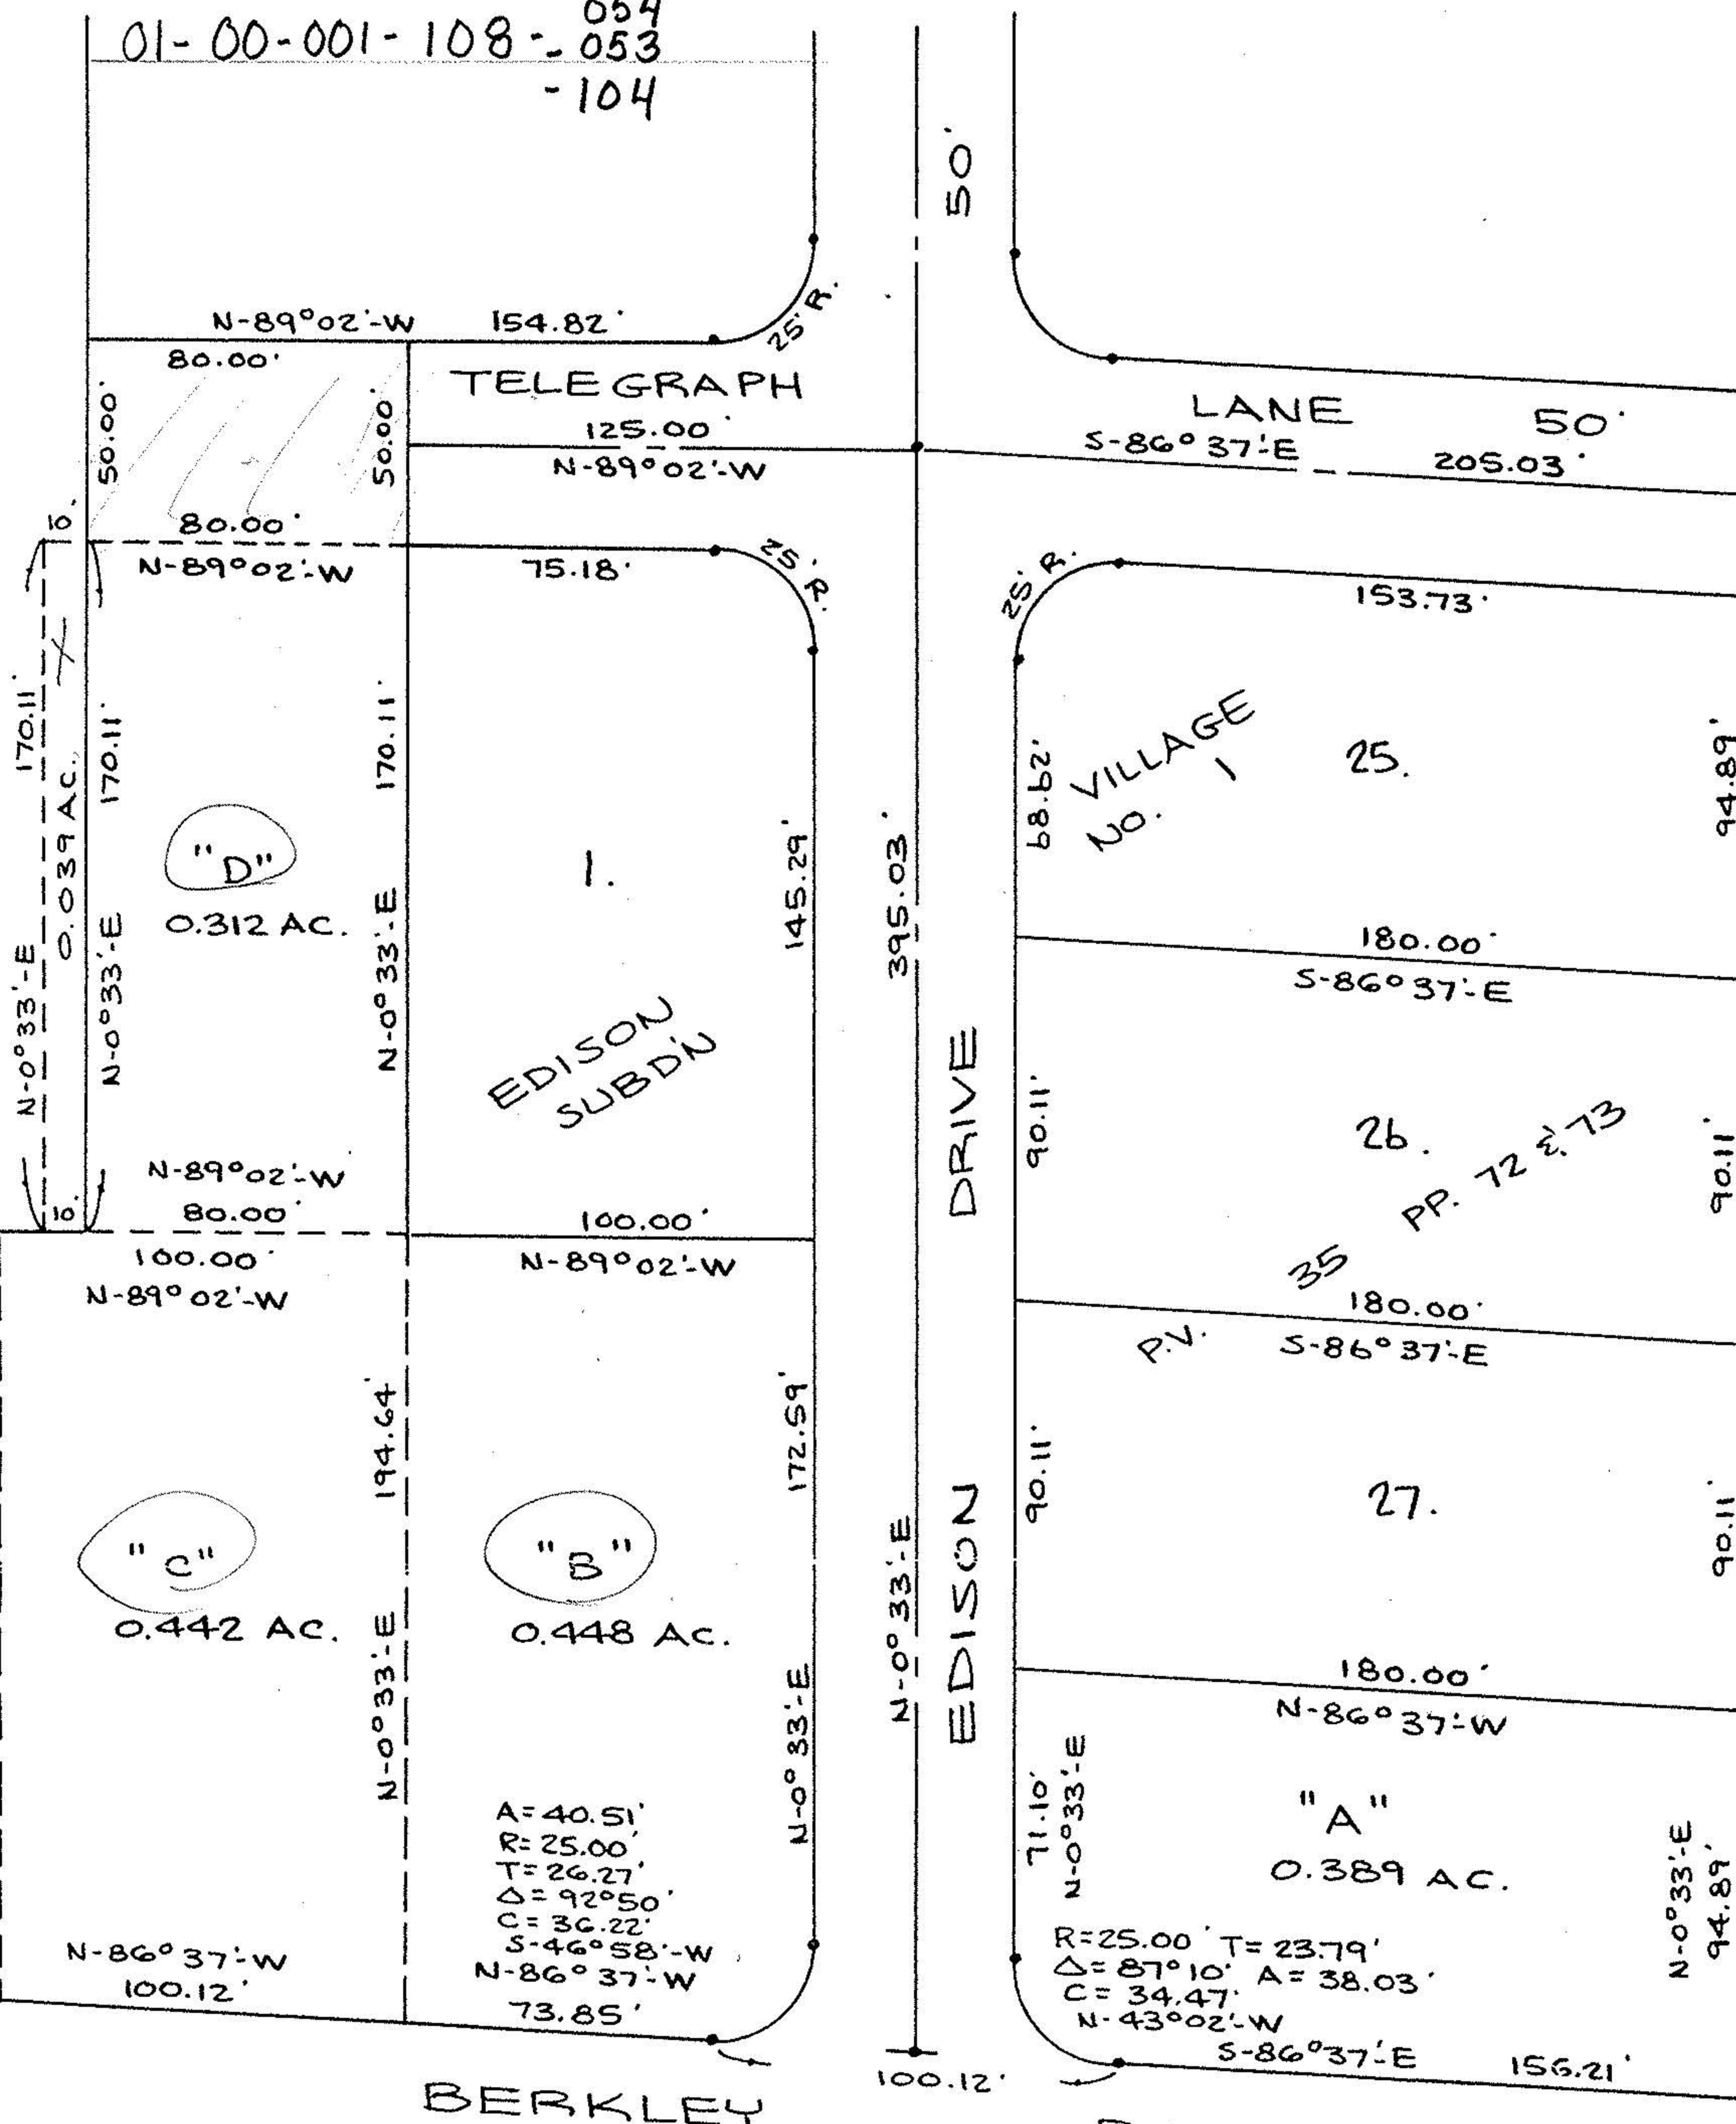 054
01-00-001-108-- 053
-104
50'
N-89°02'-W 154.82'
25' R.
80.00'
50.00'
50.00'
TELEGRAPH
125.00'
N-89°02'-W
LANE 50'
S-86°37'-E 205.03'
10.
80.00'
N-89°02'-W
75.18'
25' R.
25' R.
153.73'
170.11'
N-0°33'-E
0.039 AC.
170.11'
N-0°33'-E
"D"
0.312 AC.
170.11'
N-0°33'-E
1.
EDISON
SUBD'N
145.29'
395.03'
68.62'
VILLAGE
NO. 1
25.
94.89'
180.00'
S-86°37'-E
90.11'
26.
90.11'
P.V. 35 PP. 72 & 73
180.00'
S-86°37'-E
10.
N-89°02'-W
80.00'
100.00'
N-89°02'-W
100.00'
N-89°02'-W
194.64'
N-0°33'-E
172.59'
N-0°33'-E
N-0°33'-E
EDISON DRIVE
90.11'
27.
90.11'
"C"
0.442 AC.
"B"
0.448 AC.
180.00'
N-86°37'-W
71.10'
N-0°33'-E
"A"
0.389 AC.
N-0°33'-E
94.89'
A=40.51'
R=25.00'
T=26.27'
Δ=92°50'
C=36.22'
S-46°58'-W
N-86°37'-W
73.85'
N-86°37'-W
100.12'
R=25.00' T=23.79'
Δ=87°10' A=38.03'
C=34.47'
N-43°02'-W
S-86°37'-E 156.21'
100.12'
BERKLEY